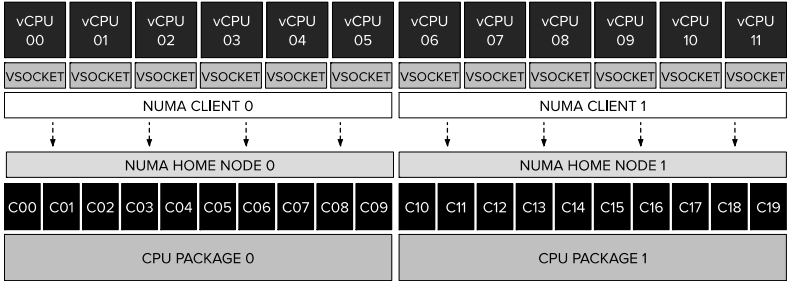 vCPU 00 vCPU 01 vCPU 02 vCPU 03 vCPU 04 vCPU 05 vCPU 06 vCPU 07 vCPU 08 vCPU 09 vCPU 10 vCPU 11
VSOCKET VSOCKET VSOCKET VSOCKET VSOCKET VSOCKET VSOCKET VSOCKET VSOCKET VSOCKET VSOCKET VSOCKET
NUMA CLIENT 0 NUMA CLIENT 1
NUMA HOME NODE 0 NUMA HOME NODE 1
C00 C01 C02 C03 C04 C05 C06 C07 C08 C09 C10 C11 C12 C13 C14 C15 C16 C17 C18 C19
CPU PACKAGE 0 CPU PACKAGE 1